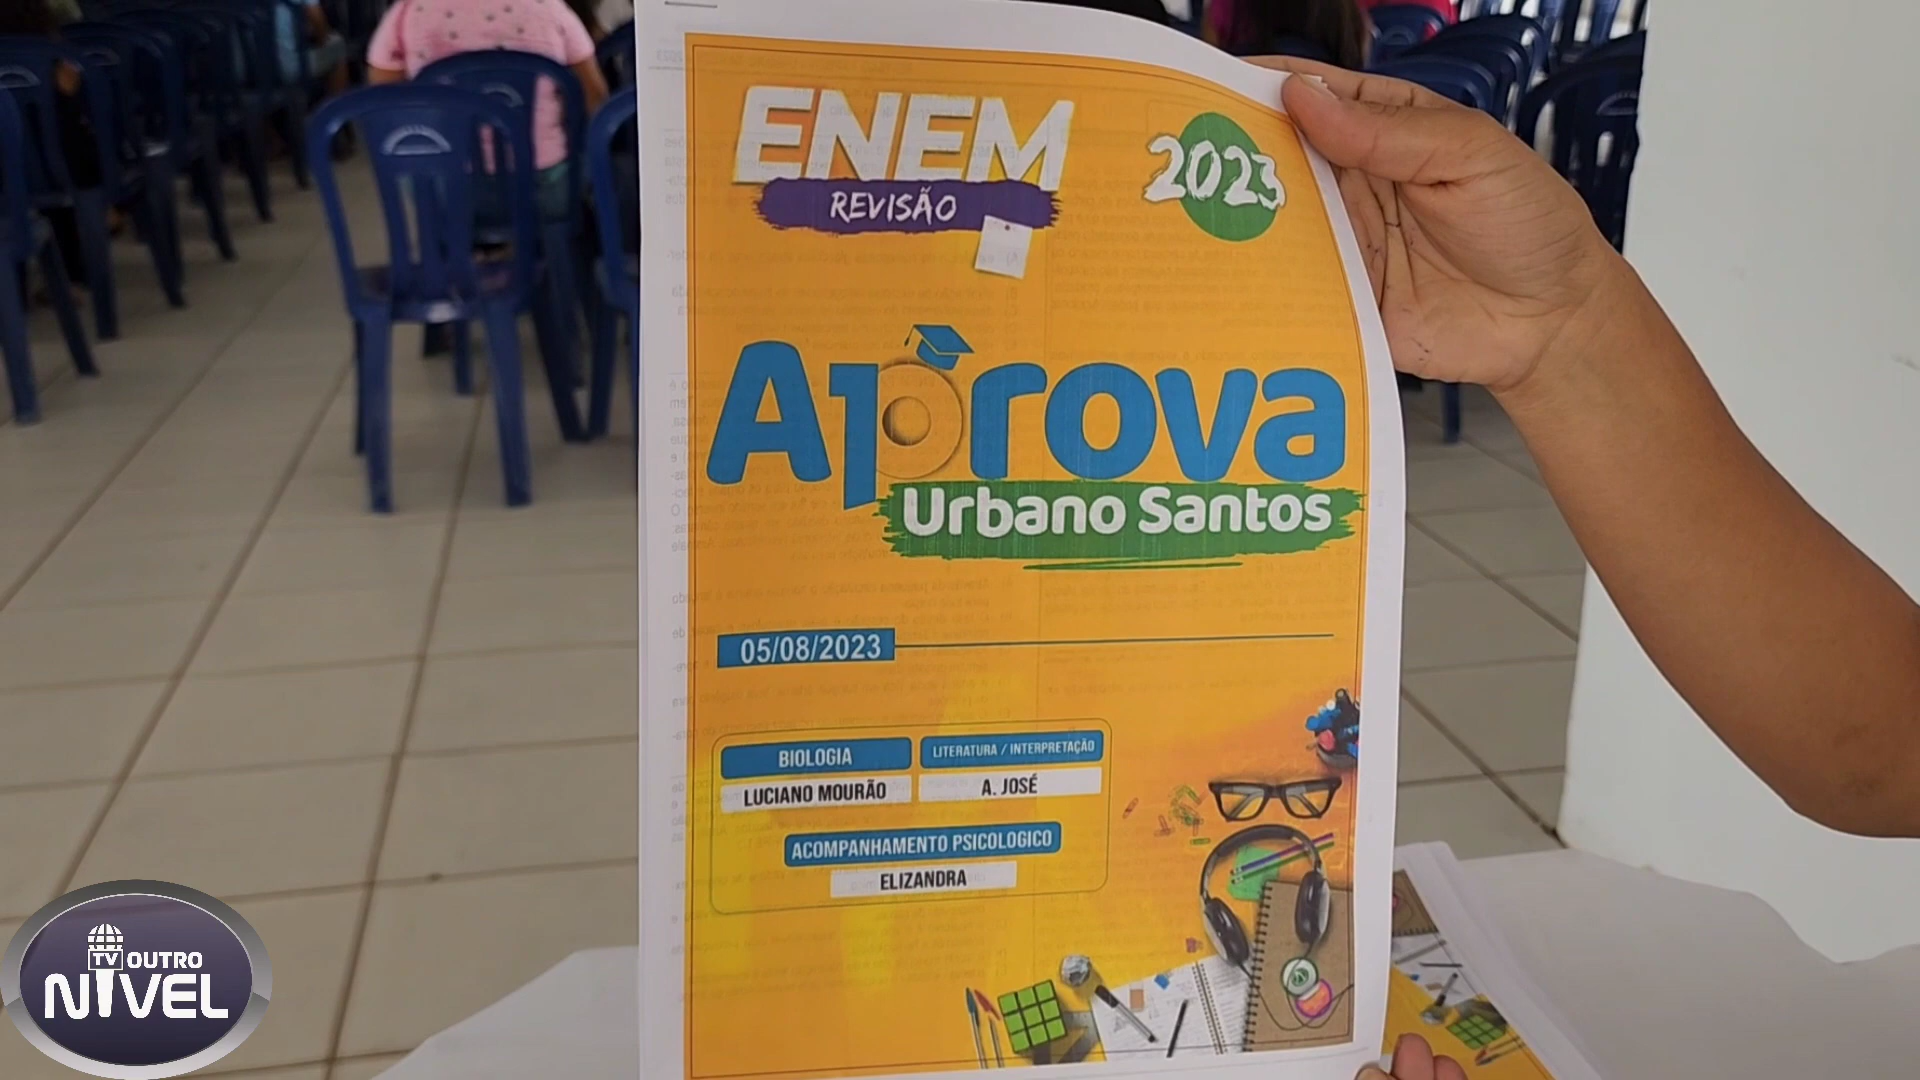 ENEM
REVISÃO
2023
Aprova
Urbano Santos
05/08/2023
BIOLOGIA
LUCIANO MOURÃO
LITERATURA / INTERPRETAÇÃO
A. JOSÉ
ACOMPANHAMENTO PSICOLOGICO
ELIZANDRA
TV OUTRO
NIVEL